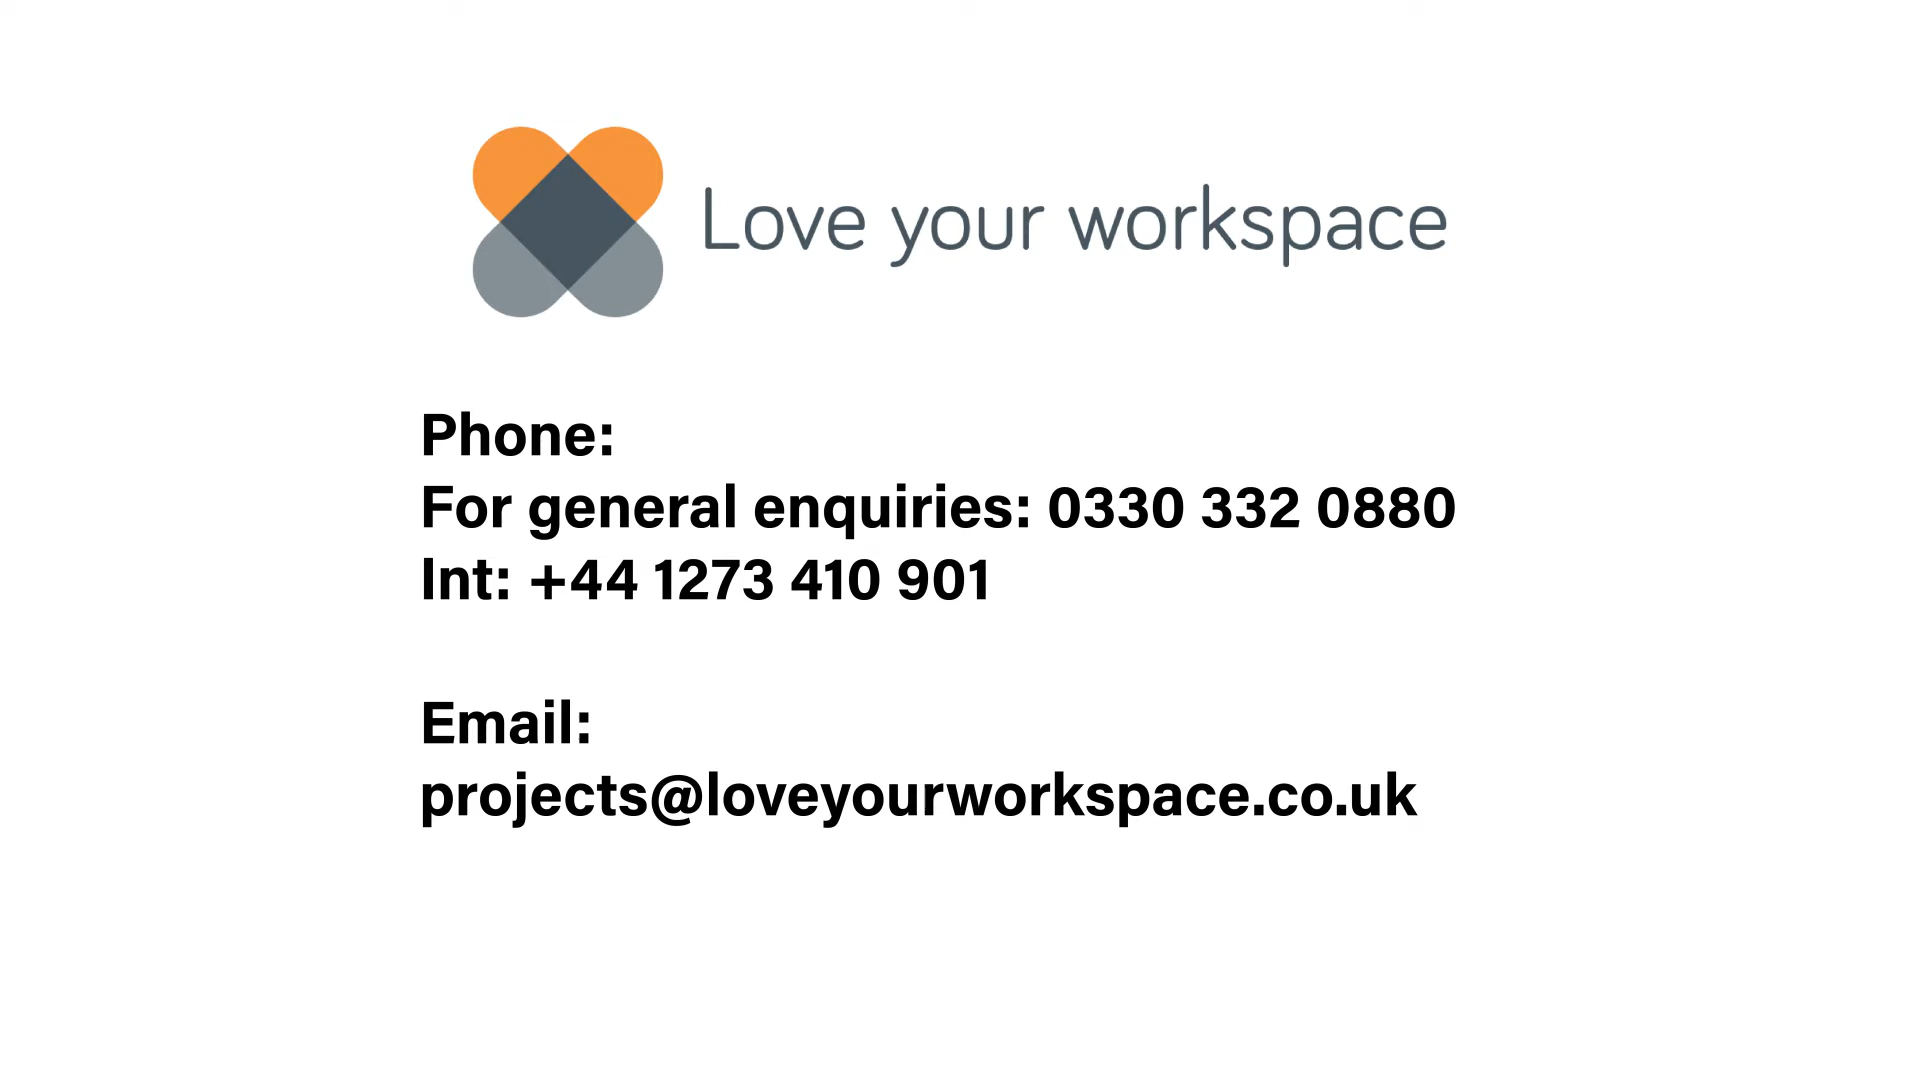 Love your workspace
Phone:
For general enquiries: 0330 332 0880
Int: +44 1273 410 901
Email:
projects@loveyourworkspace.co.uk